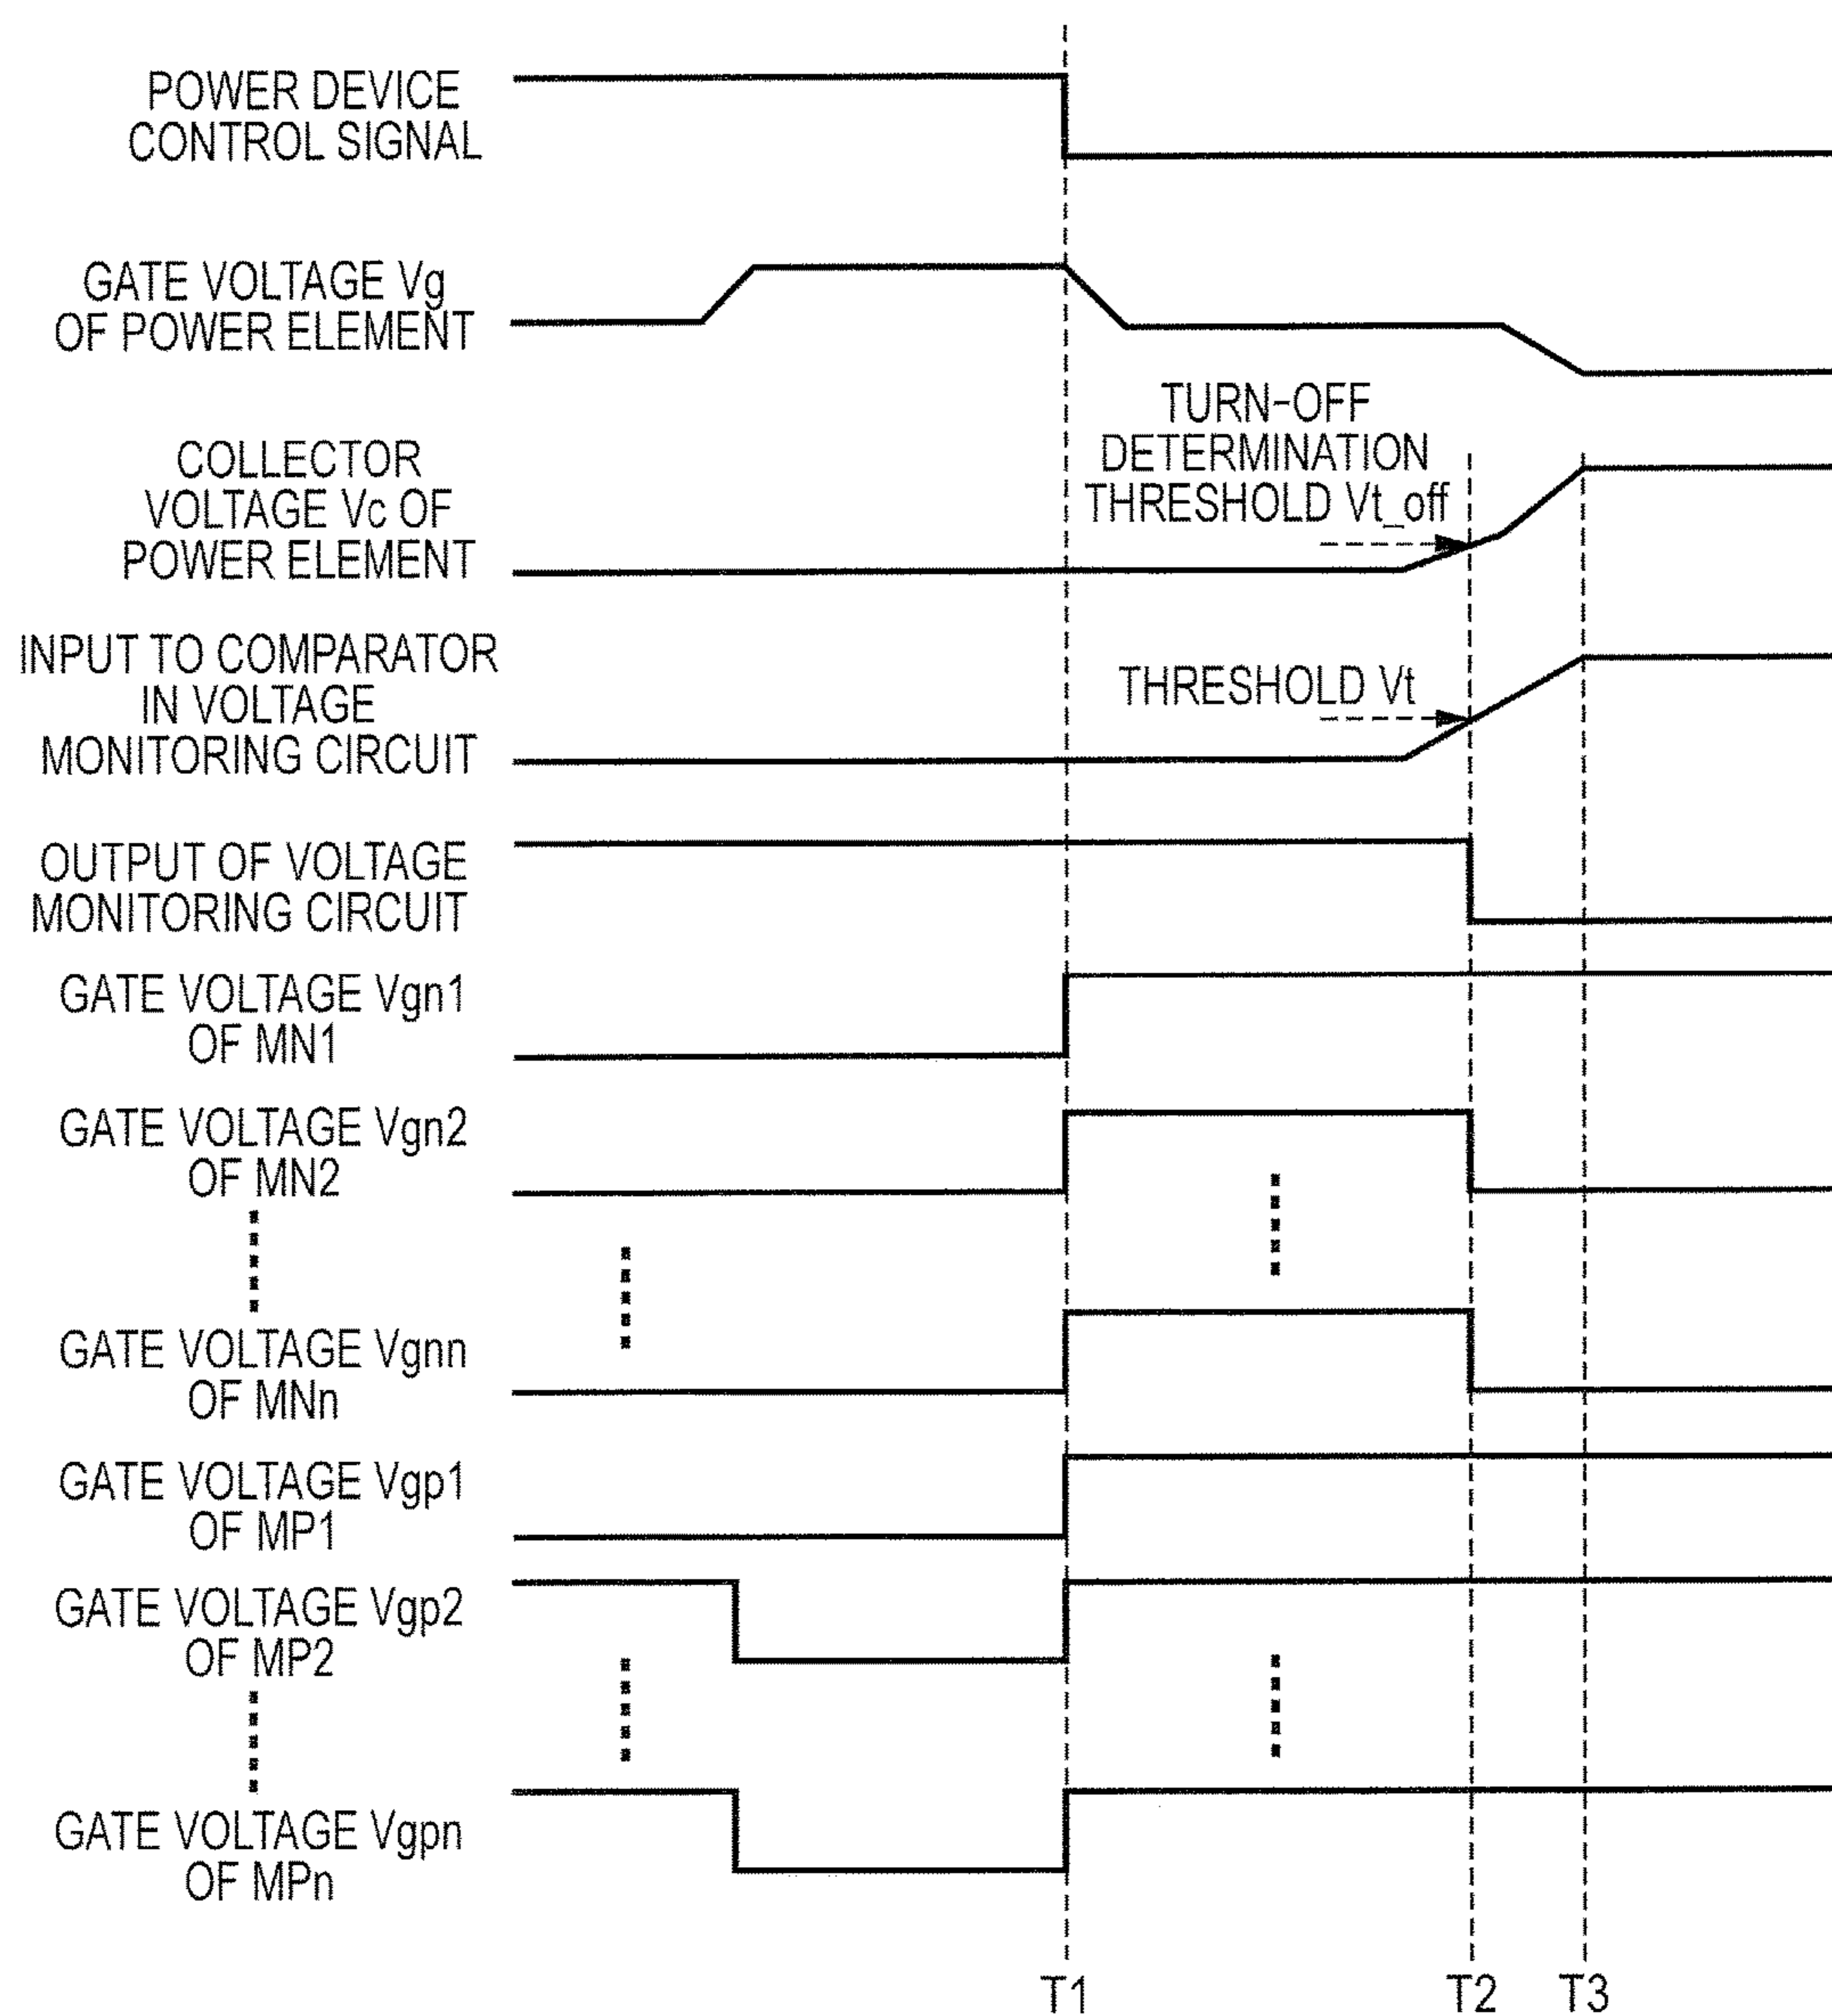 POWER DEVICE
CONTROL SIGNAL
GATE VOLTAGE Vg
OF POWER ELEMENT
TURN-OFF
DETERMINATION
THRESHOLD Vt_off
COLLECTOR
VOLTAGE Vc OF
POWER ELEMENT
INPUT TO COMPARATOR
IN VOLTAGE
MONITORING CIRCUIT
THRESHOLD Vt
OUTPUT OF VOLTAGE
MONITORING CIRCUIT
GATE VOLTAGE Vgn1
OF MN1
GATE VOLTAGE Vgn2
OF MN2
GATE VOLTAGE Vgnn
OF MNn
GATE VOLTAGE Vgp1
OF MP1
GATE VOLTAGE Vgp2
OF MP2
GATE VOLTAGE Vgpn
OF MPn
T1
T2
T3